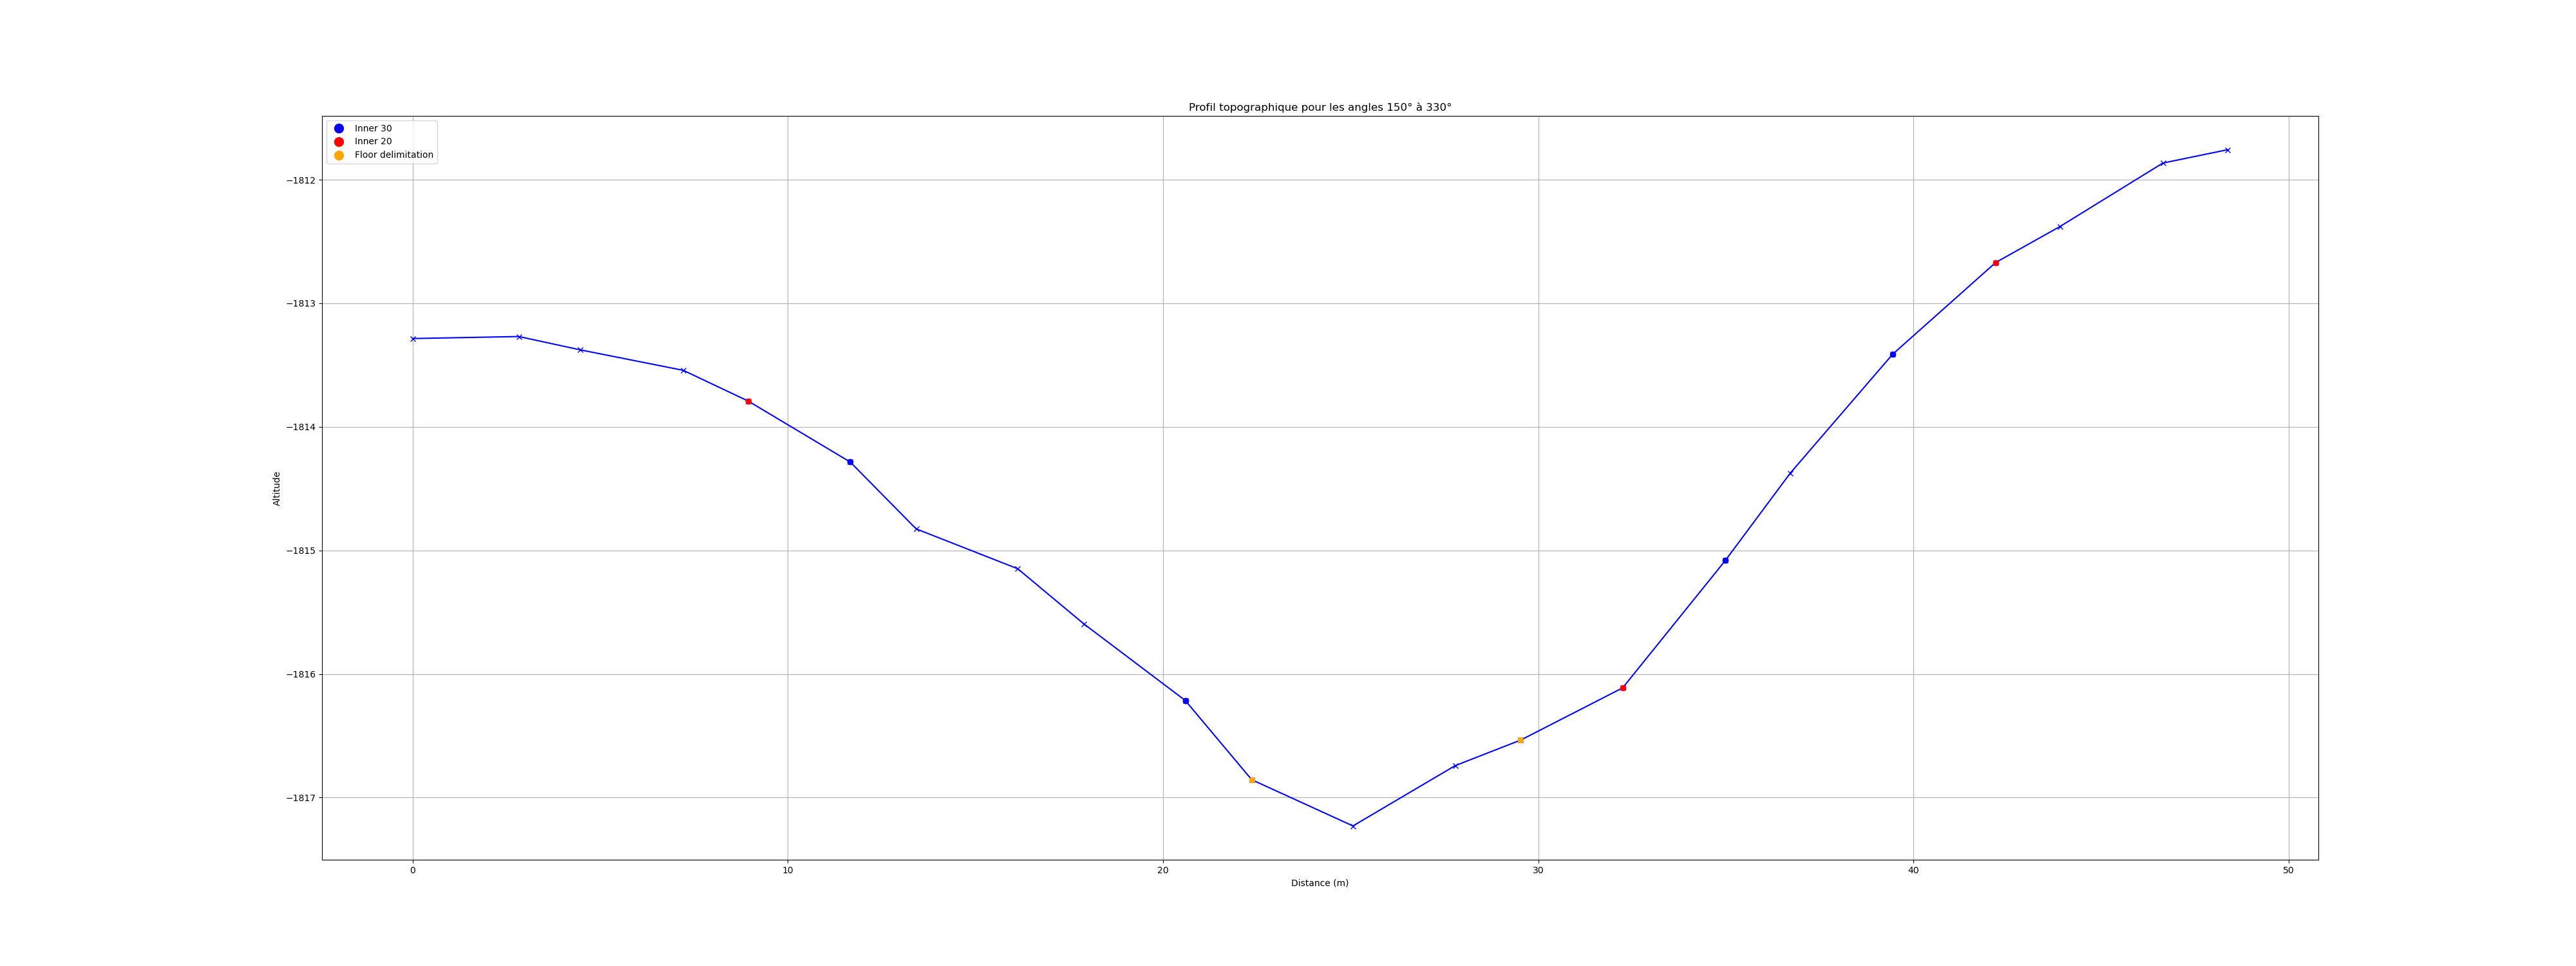 Profil topographique pour les angles 150° à 330°
Inner 30
Inner 20
Floor delimitation
−1812
−1813
−1814
−1815
−1816
−1817
Altitude
0 10 20 30 40 50
Distance (m)